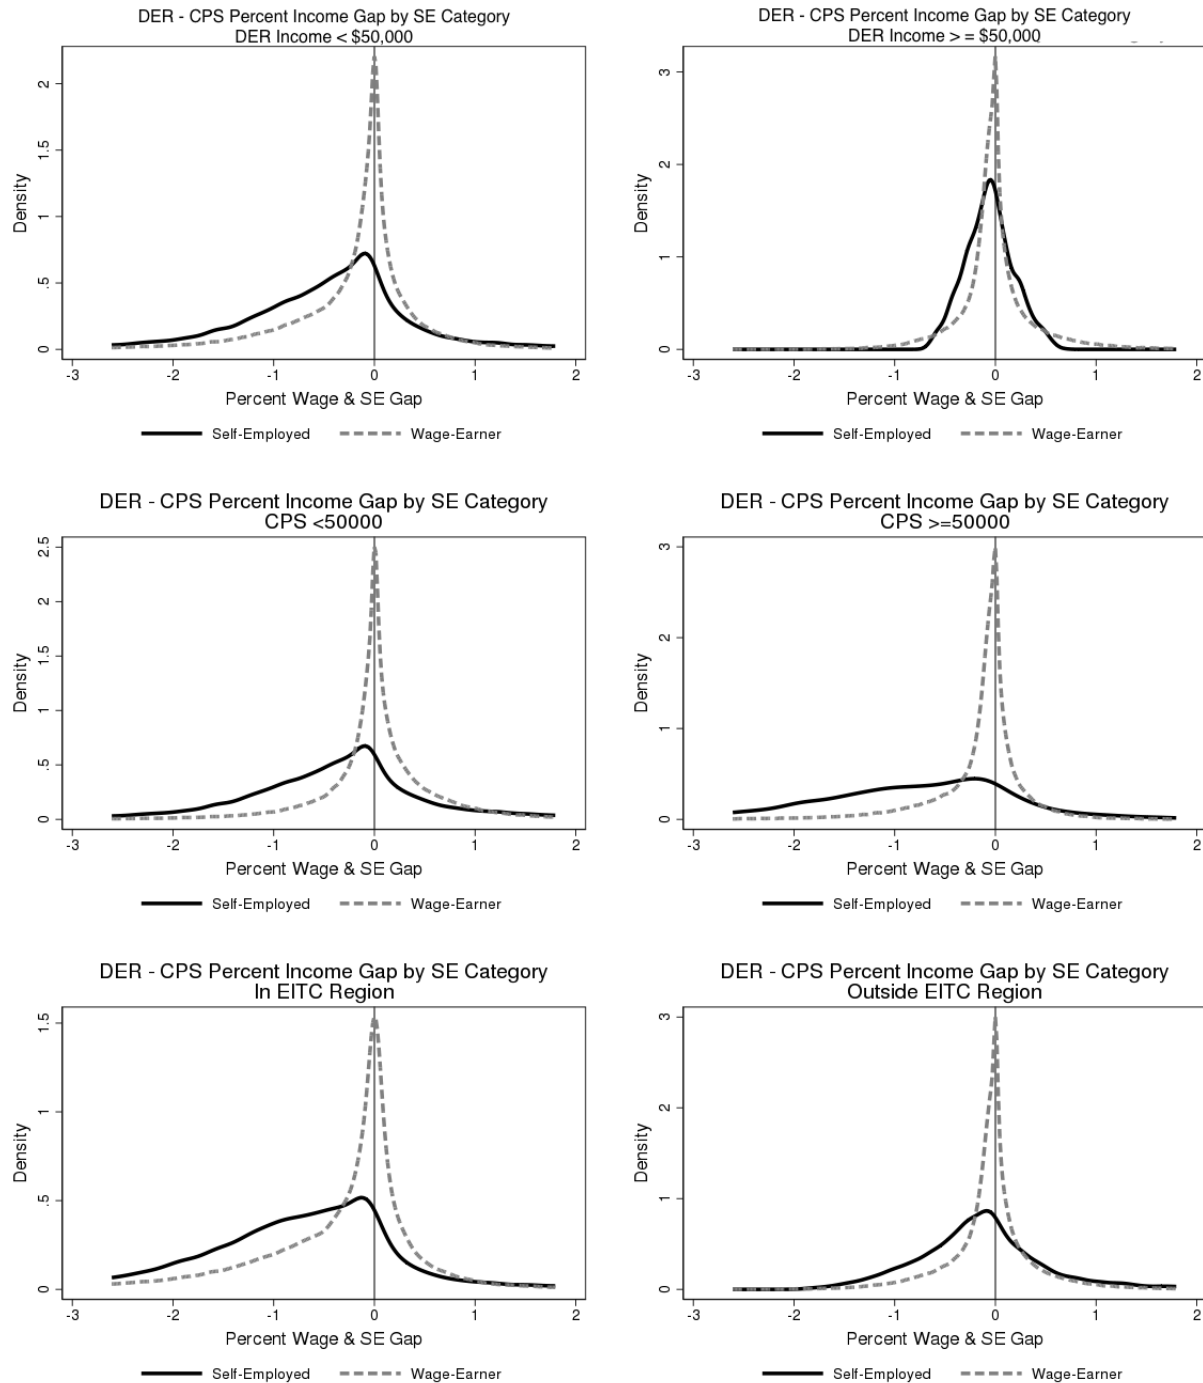 DER - CPS Percent Income Gap by SE Category
DER Income < $50,000
Density
0
.5
1
1.5
2
-3 -2 -1 0 1 2
Percent Wage & SE Gap
Self-Employed Wage-Earner
DER - CPS Percent Income Gap by SE Category
DER Income > = $50,000
Density
0
1
2
3
-3 -2 -1 0 1 2
Percent Wage & SE Gap
Self-Employed Wage-Earner
DER - CPS Percent Income Gap by SE Category
CPS <50000
Density
0
.5
1
1.5
2
2.5
-3 -2 -1 0 1 2
Percent Wage & SE Gap
Self-Employed Wage-Earner
DER - CPS Percent Income Gap by SE Category
CPS >=50000
Density
0
1
2
3
-3 -2 -1 0 1 2
Percent Wage & SE Gap
Self-Employed Wage-Earner
DER - CPS Percent Income Gap by SE Category
In EITC Region
Density
0
.5
1
1.5
-3 -2 -1 0 1 2
Percent Wage & SE Gap
Self-Employed Wage-Earner
DER - CPS Percent Income Gap by SE Category
Outside EITC Region
Density
0
1
2
3
-3 -2 -1 0 1 2
Percent Wage & SE Gap
Self-Employed Wage-Earner